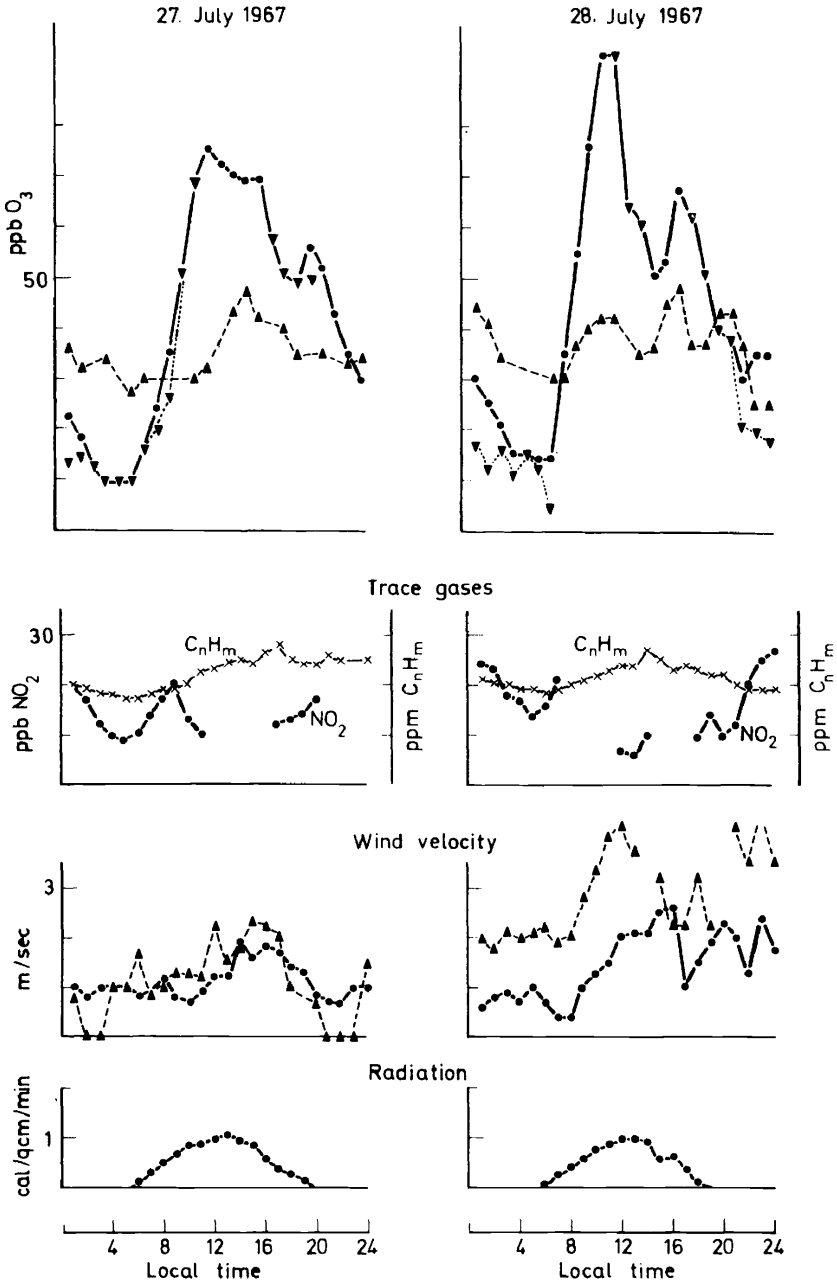 27. July 1967
28. July 1967
ppb O3
50
Trace gases
30
ppb NO2
CnHm
NO2
ppm CnHm
CnHm
NO2
ppm CnHm
Wind velocity
3
m/sec
Radiation
1
cal/qcm/min
4 8 12 16 20 24
Local time
4 8 12 16 20 24
Local time